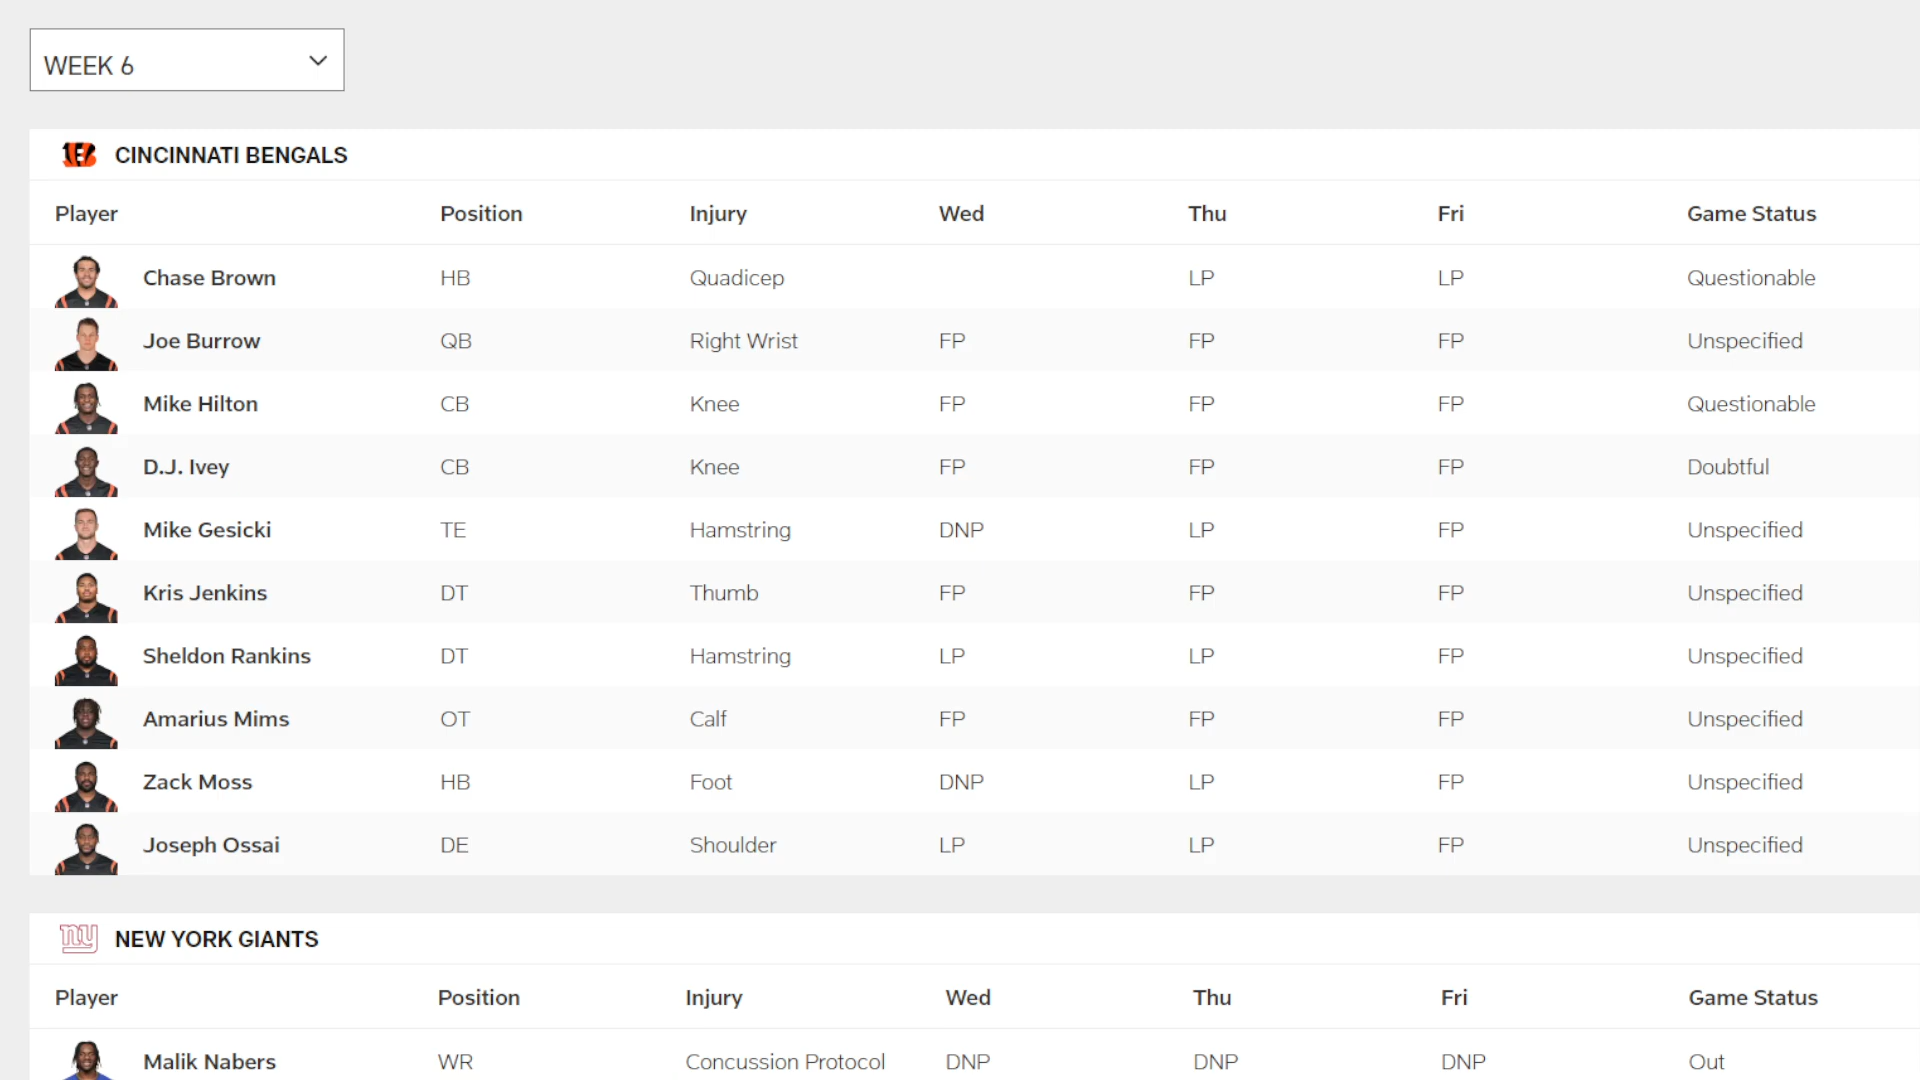 WEEK 6
CINCINNATI BENGALS
Player Position Injury Wed Thu Fri Game Status
Chase Brown HB Quadicep LP LP Questionable
Joe Burrow QB Right Wrist FP FP FP Unspecified
Mike Hilton CB Knee FP FP FP Questionable
D.J. Ivey CB Knee FP FP FP Doubtful
Mike Gesicki TE Hamstring DNP LP FP Unspecified
Kris Jenkins DT Thumb FP FP FP Unspecified
Sheldon Rankins DT Hamstring LP LP FP Unspecified
Amarius Mims OT Calf FP FP FP Unspecified
Zack Moss HB Foot DNP LP FP Unspecified
Joseph Ossai DE Shoulder LP LP FP Unspecified
ny NEW YORK GIANTS
Player Position Injury Wed Thu Fri Game Status
Malik Nabers WR Concussion Protocol DNP DNP DNP Out